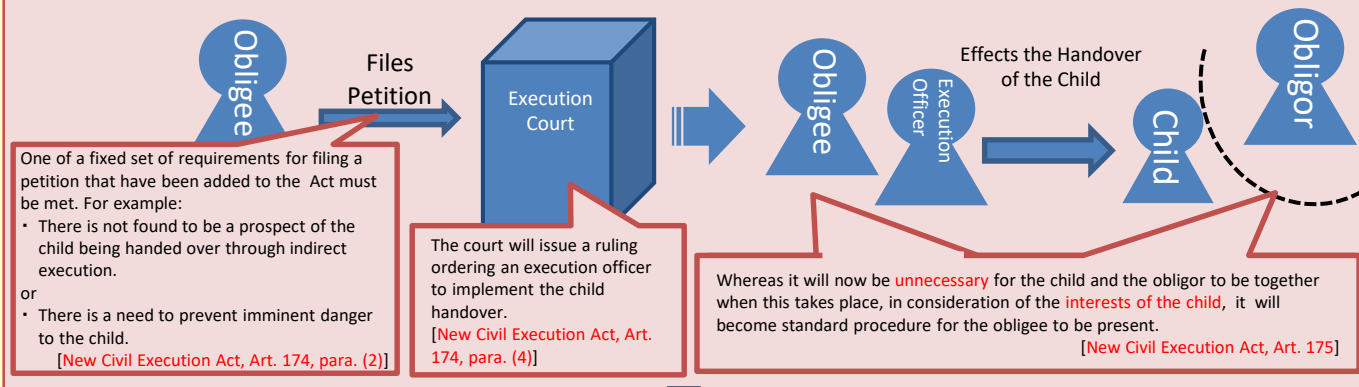 Obligee
Files
Petition
Execution
Court
Obligee
Execution
Officer
Effects the Handover
of the Child
Child
Obligor
One of a fixed set of requirements for filing a
petition that have been added to the Act must
be met. For example:
・ There is not found to be a prospect of the
child being handed over through indirect
execution.
or
・ There is a need to prevent imminent danger
to the child.
[New Civil Execution Act, Art. 174, para. (2)]
The court will issue a ruling
ordering an execution officer
to implement the child
handover.
[New Civil Execution Act, Art.
174, para. (4)]
Whereas it will now be unnecessary for the child and the obligor to be together
when this takes place, in consideration of the interests of the child, it will
become standard procedure for the obligee to be present.
[New Civil Execution Act, Art. 175]